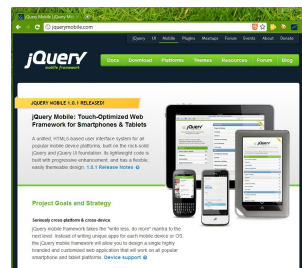 jQuery Mobile | jQuery Mo
jquerymobile.com
jQuery UI Mobile Plugins Meetups Forum Events About Donate
jQuery
mobile framework
Docs Download Platforms Themes Resources Forum Blog
JQUERY MOBILE 1.0.1 RELEASED!
jQuery Mobile: Touch-Optimized Web
Framework for Smartphones & Tablets
A unified, HTML5-based user interface system for all
popular mobile device platforms, built on the rock-solid
jQuery and jQuery UI foundation. Its lightweight code is
built with progressive enhancement, and has a flexible,
easily themeable design. 1.0.1 Release Notes
Project Goals and Strategy
Seriously cross-platform & cross-device
jQuery mobile framework takes the "write less, do more" mantra to the
next level. Instead of writing unique apps for each mobile device or OS,
the jQuery mobile framework will allow you to design a single highly
branded and customized web application that will work on all popular
smartphone and tablet platforms. Device support